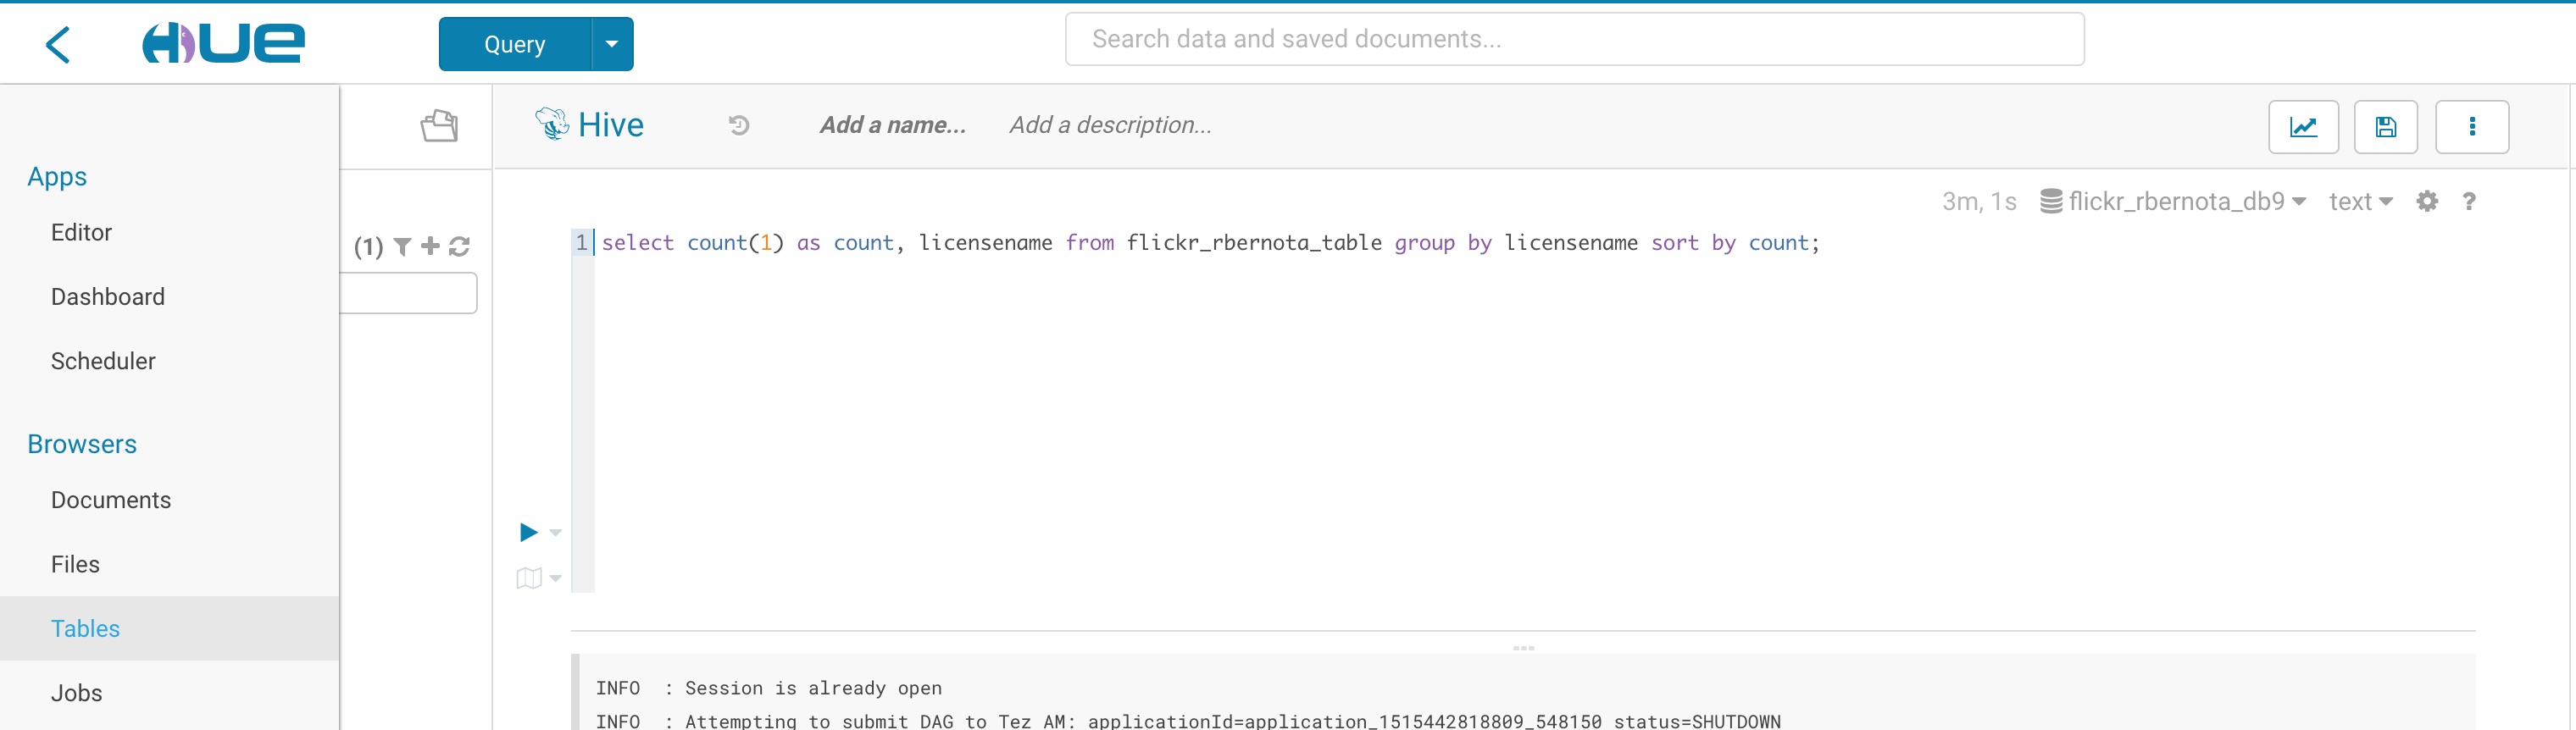 HUE
Query
Search data and saved documents...
Apps
Editor
Dashboard
Scheduler
Browsers
Documents
Files
Tables
Jobs
(1)
Hive
Add a name...
Add a description...
3m, 1s
flickr_rbernota_db9
text
?
1
select count(1) as count, licensename from flickr_rbernota_table group by licensename sort by count;
INFO : Session is already open
INFO : Attempting to submit DAG to Tez AM: applicationId=application_1515442818809_548150 status=SHUTDOWN